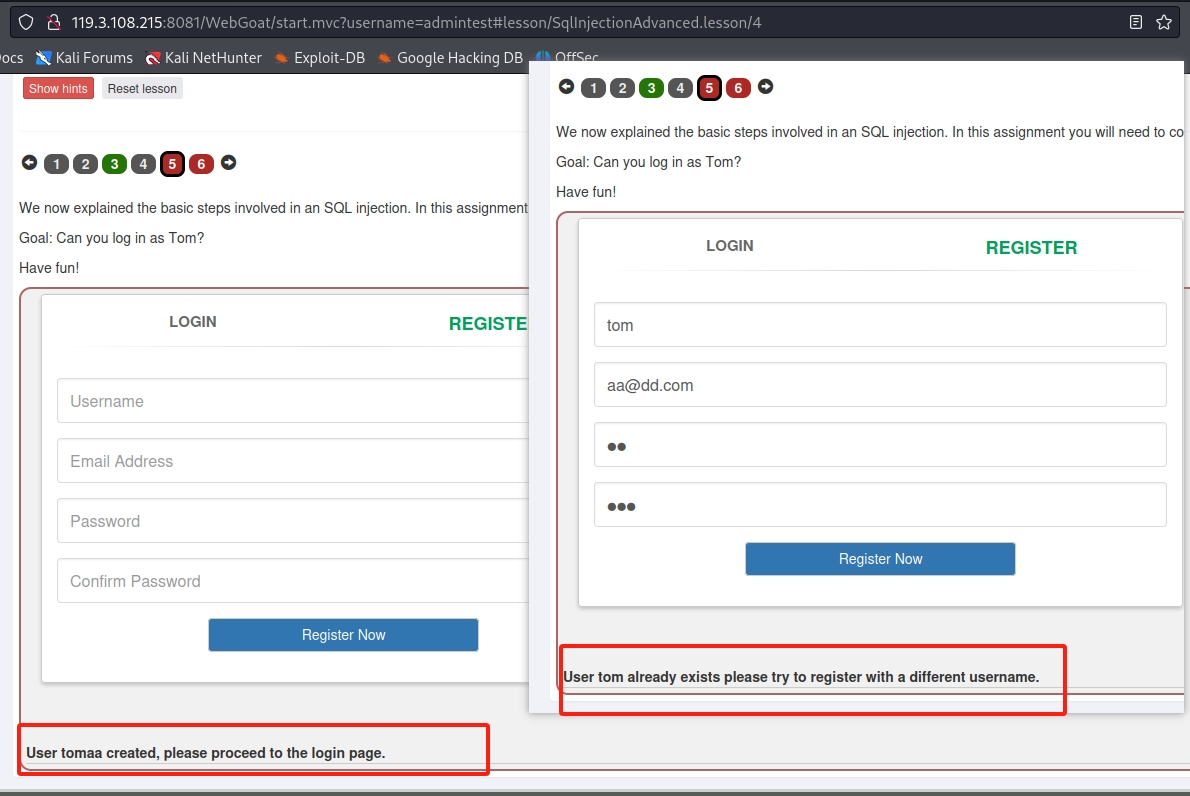 119.3.108.215:8081/WebGoat/start.mvc?username=admintest#lesson/SqlInjectionAdvanced.lesson/4
ocs Kali Forums Kali NetHunter Exploit-DB Google Hacking DB OffSec
Show hints Reset lesson
1 2 3 4 5 6
We now explained the basic steps involved in an SQL injection. In this assignment
Goal: Can you log in as Tom?
Have fun!
LOGIN REGISTE
Username
Email Address
Password
Confirm Password
Register Now
User tomaa created, please proceed to the login page.
1 2 3 4 5 6
We now explained the basic steps involved in an SQL injection. In this assignment you will need to co
Goal: Can you log in as Tom?
Have fun!
LOGIN REGISTER
tom
aa@dd.com
●●
●●●
Register Now
User tom already exists please try to register with a different username.